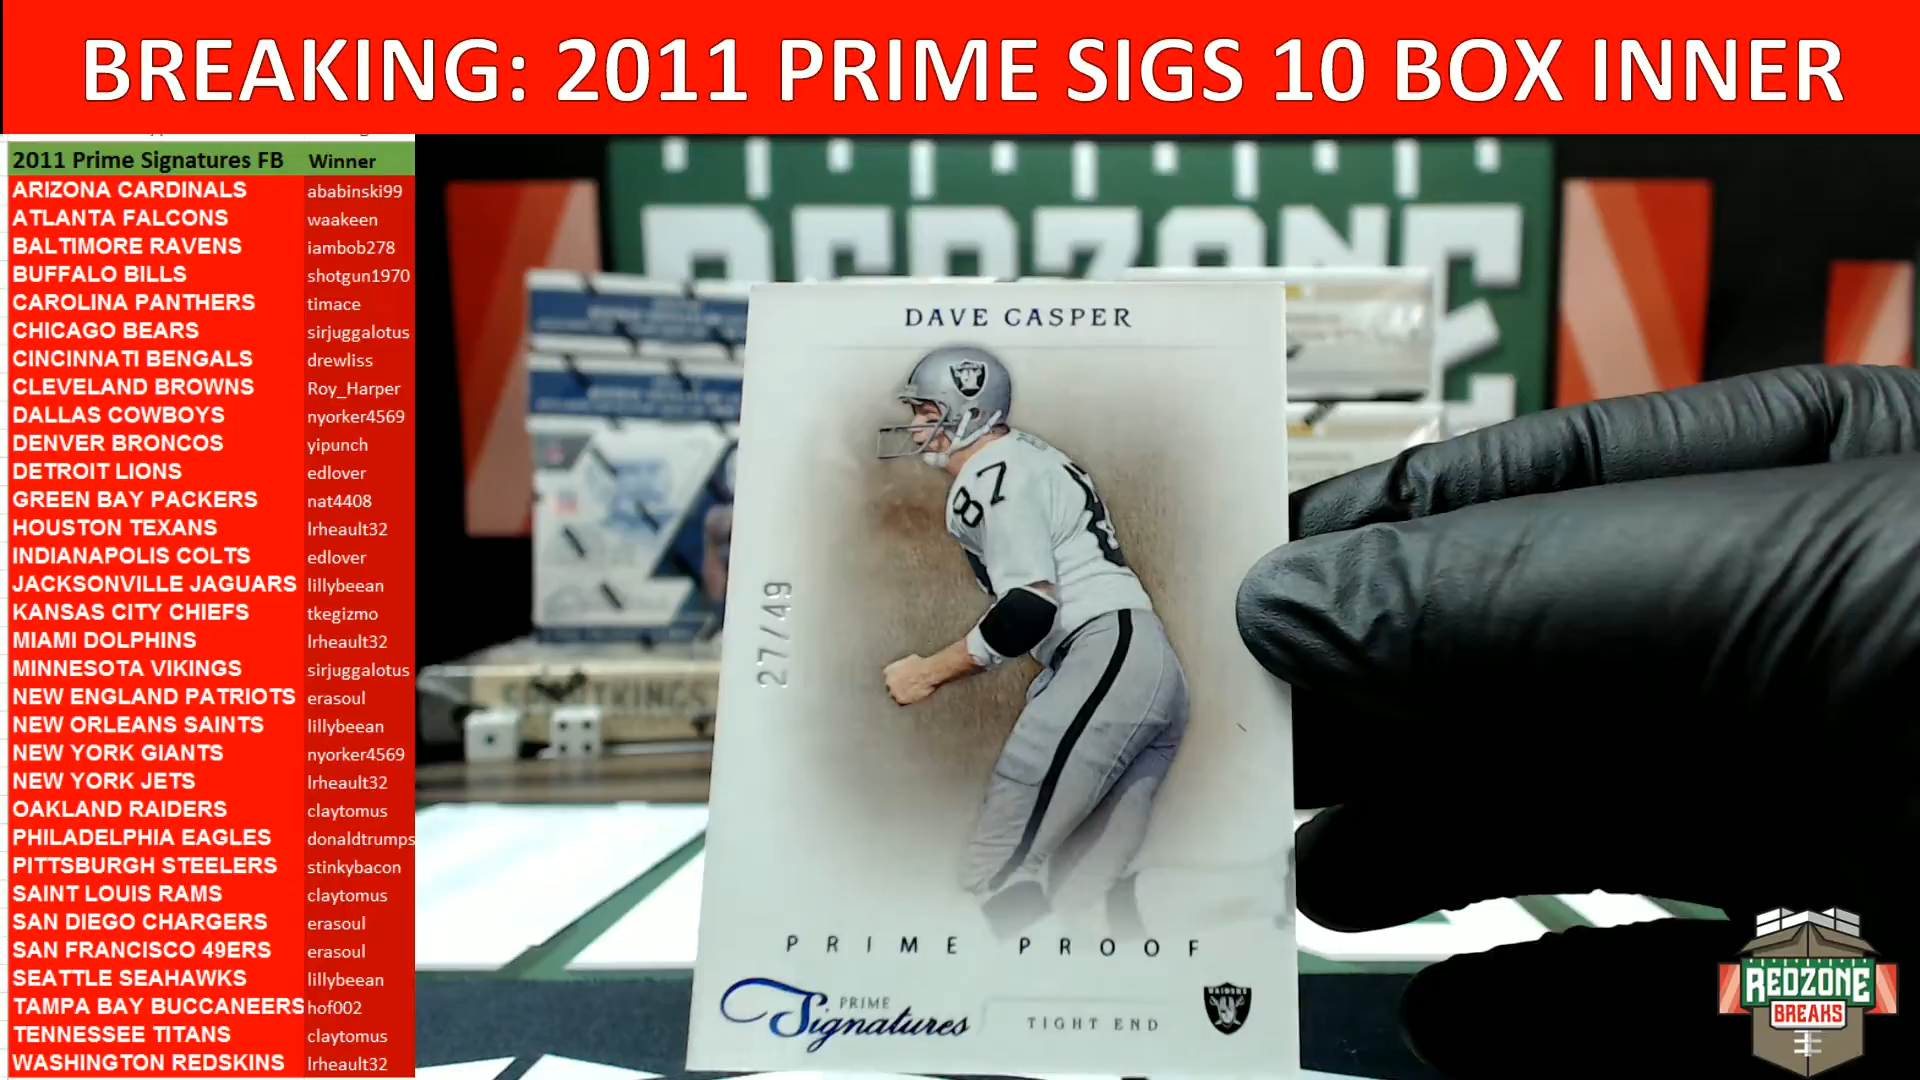 BREAKING: 2011 PRIME SIGS 10 BOX INNER
2011 Prime Signatures FB Winner
ARIZONA CARDINALS ababinski99
ATLANTA FALCONS waakeen
BALTIMORE RAVENS iambob278
BUFFALO BILLS shotgun1970
CAROLINA PANTHERS timace
CHICAGO BEARS sirjuggalotus
CINCINNATI BENGALS drewliss
CLEVELAND BROWNS Roy_Harper
DALLAS COWBOYS nyorker4569
DENVER BRONCOS yipunch
DETROIT LIONS edlover
GREEN BAY PACKERS nat4408
HOUSTON TEXANS lrheault32
INDIANAPOLIS COLTS edlover
JACKSONVILLE JAGUARS lillybeean
KANSAS CITY CHIEFS tkegizmo
MIAMI DOLPHINS lrheault32
MINNESOTA VIKINGS sirjuggalotus
NEW ENGLAND PATRIOTS erasoul
NEW ORLEANS SAINTS lillybeean
NEW YORK GIANTS nyorker4569
NEW YORK JETS lrheault32
OAKLAND RAIDERS claytomus
PHILADELPHIA EAGLES donaldtrumps
PITTSBURGH STEELERS stinkybacon
SAINT LOUIS RAMS claytomus
SAN DIEGO CHARGERS erasoul
SAN FRANCISCO 49ERS erasoul
SEATTLE SEAHAWKS lillybeean
TAMPA BAY BUCCANEERS hof002
TENNESSEE TITANS claytomus
WASHINGTON REDSKINS lrheault32
REDZONE
DAVE CASPER
87
27/49
PRIME PROOF
PRIME
Signatures
TIGHT END
RAIDERS
REDZONE
BREAKS